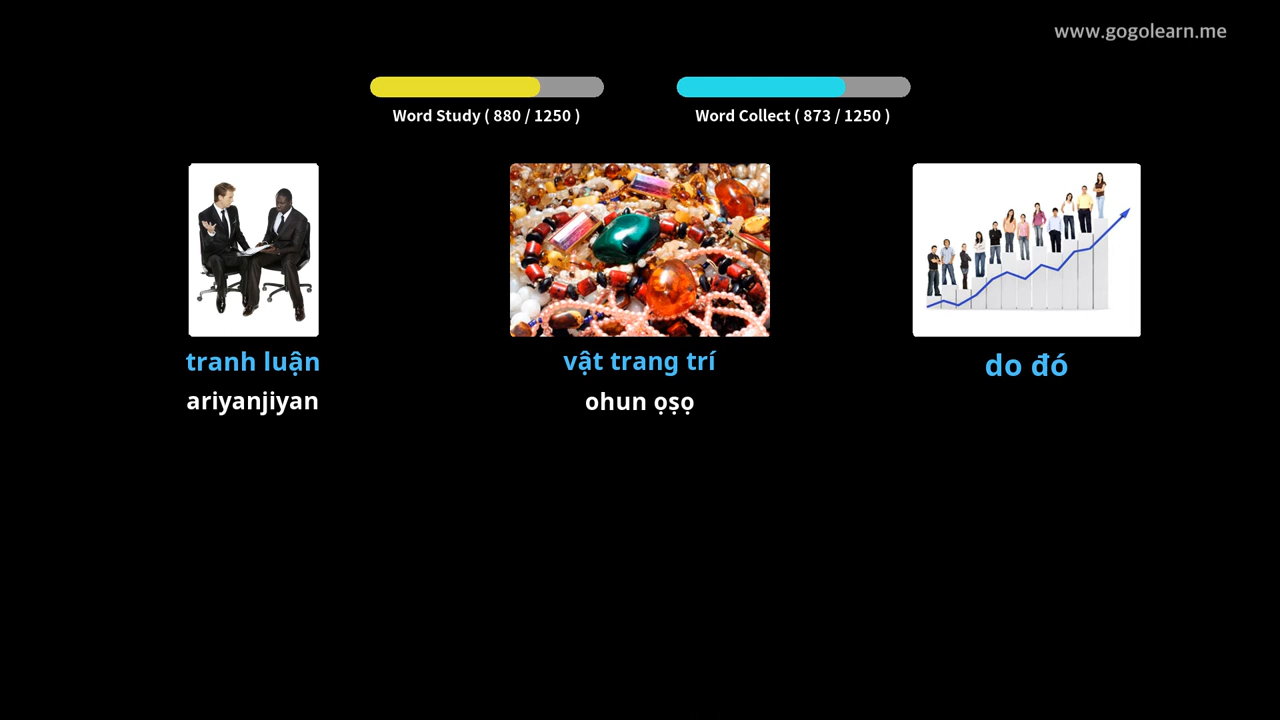 www.gogolearn.me
Word Study ( 880 / 1250 )
Word Collect ( 873 / 1250 )
tranh luận
ariyanjiyan
vật trang trí
ohun ọṣọ
do đó